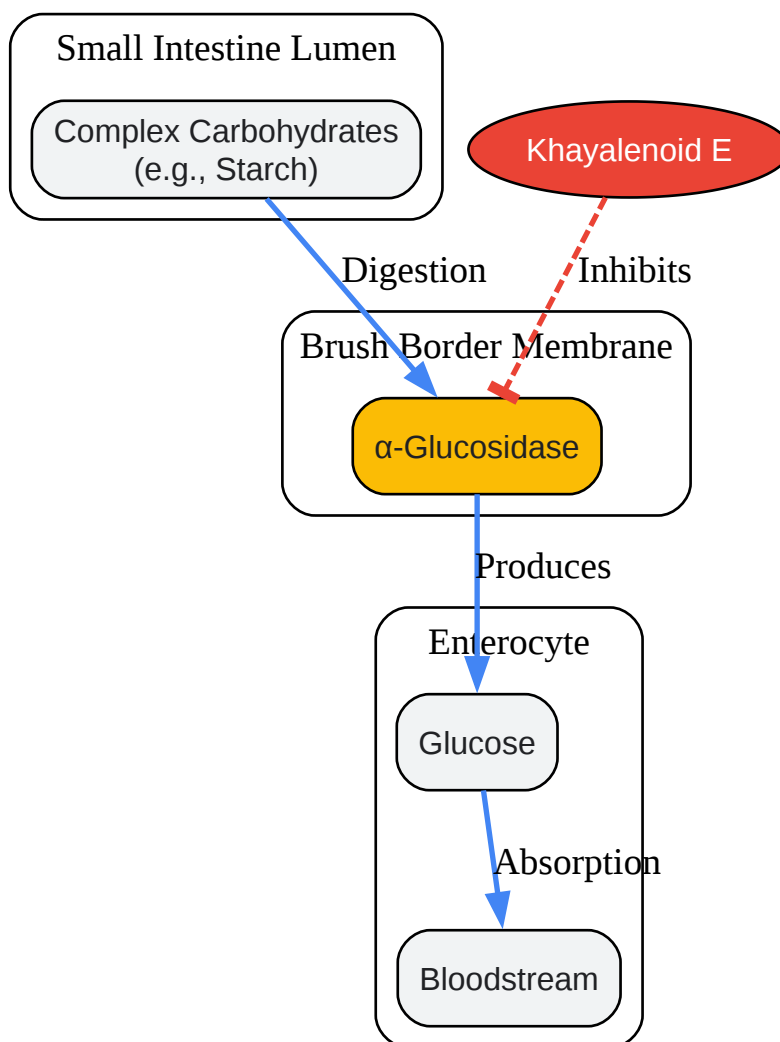 Small Intestine Lumen
Complex Carbohydrates
(e.g., Starch)
Khayalenoid E
Digestion
Inhibits
Brush Border Membrane
α-Glucosidase
Produces
Enterocyte
Glucose
Absorption
Bloodstream